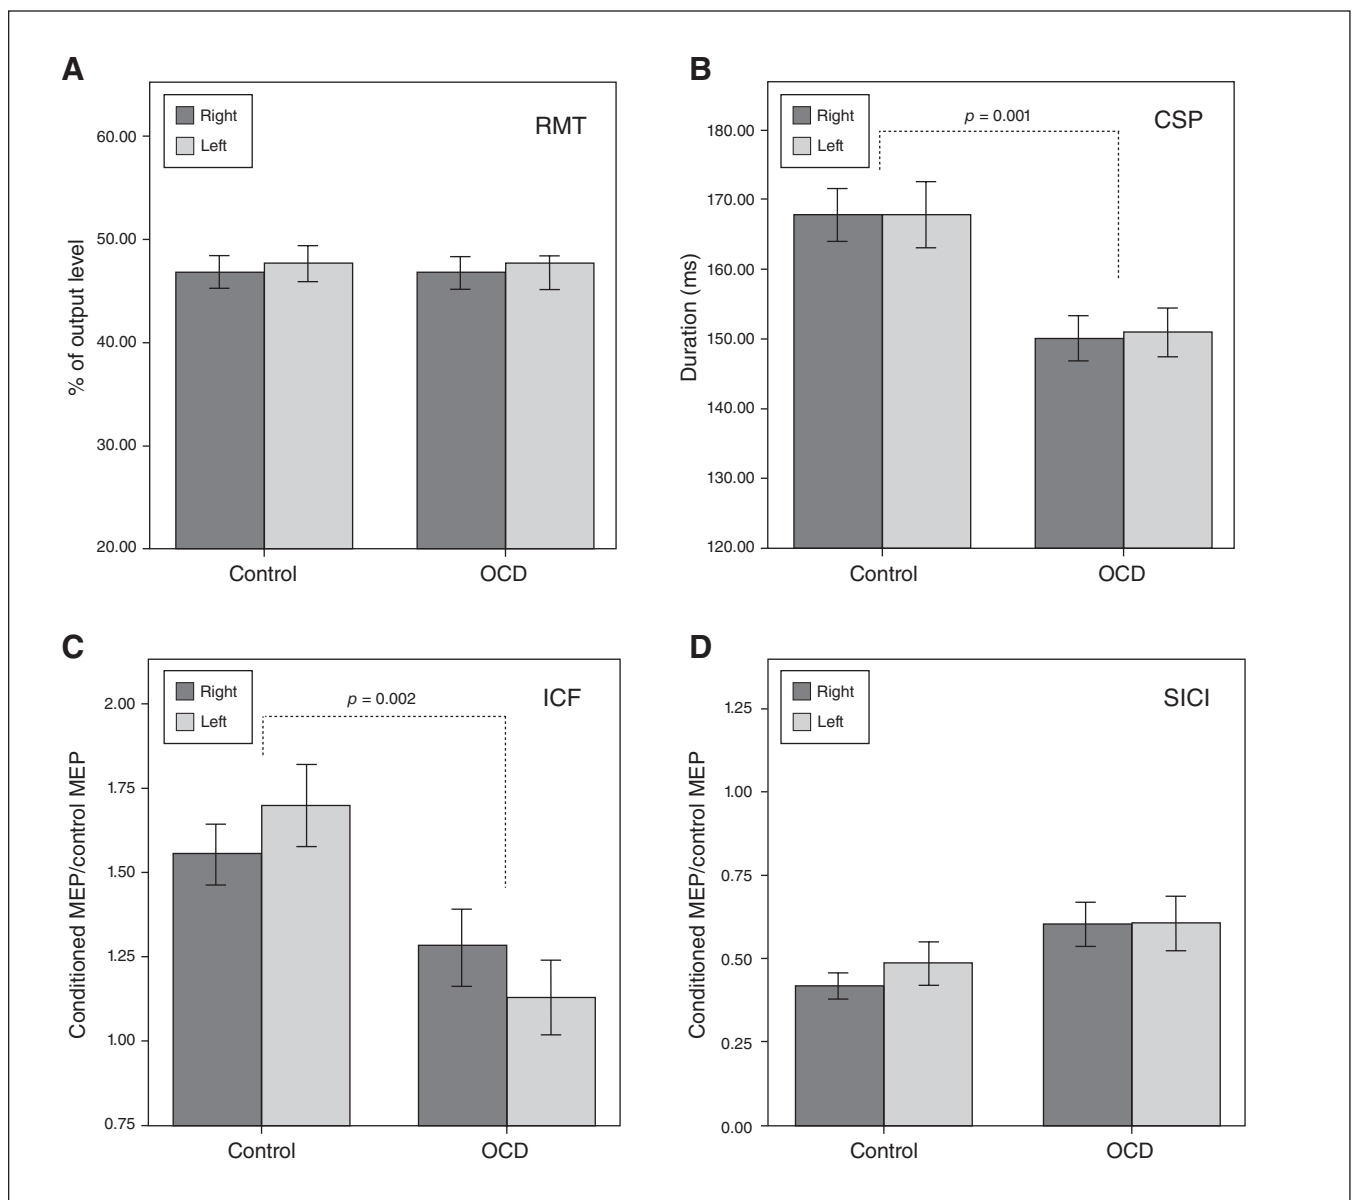 A
Right
Left
RMT
60.00
50.00
40.00
30.00
20.00
% of output level
Control
OCD
B
Right
Left
p = 0.001
CSP
180.00
170.00
160.00
150.00
140.00
130.00
120.00
Duration (ms)
Control
OCD
C
Right
Left
p = 0.002
ICF
2.00
1.75
1.50
1.25
1.00
0.75
Conditioned MEP/control MEP
Control
OCD
D
Right
Left
SICI
1.25
1.00
0.75
0.50
0.25
0.00
Conditioned MEP/control MEP
Control
OCD